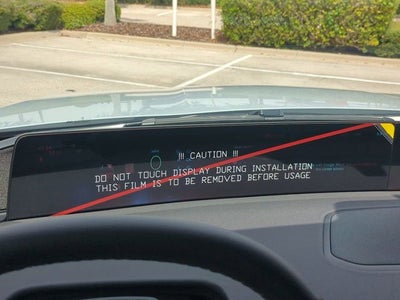 !!! CAUTION !!!
DO NOT TOUCH DISPLAY DURING INSTALLATION
THIS FILM IS TO BE REMOVED BEFORE USAGE